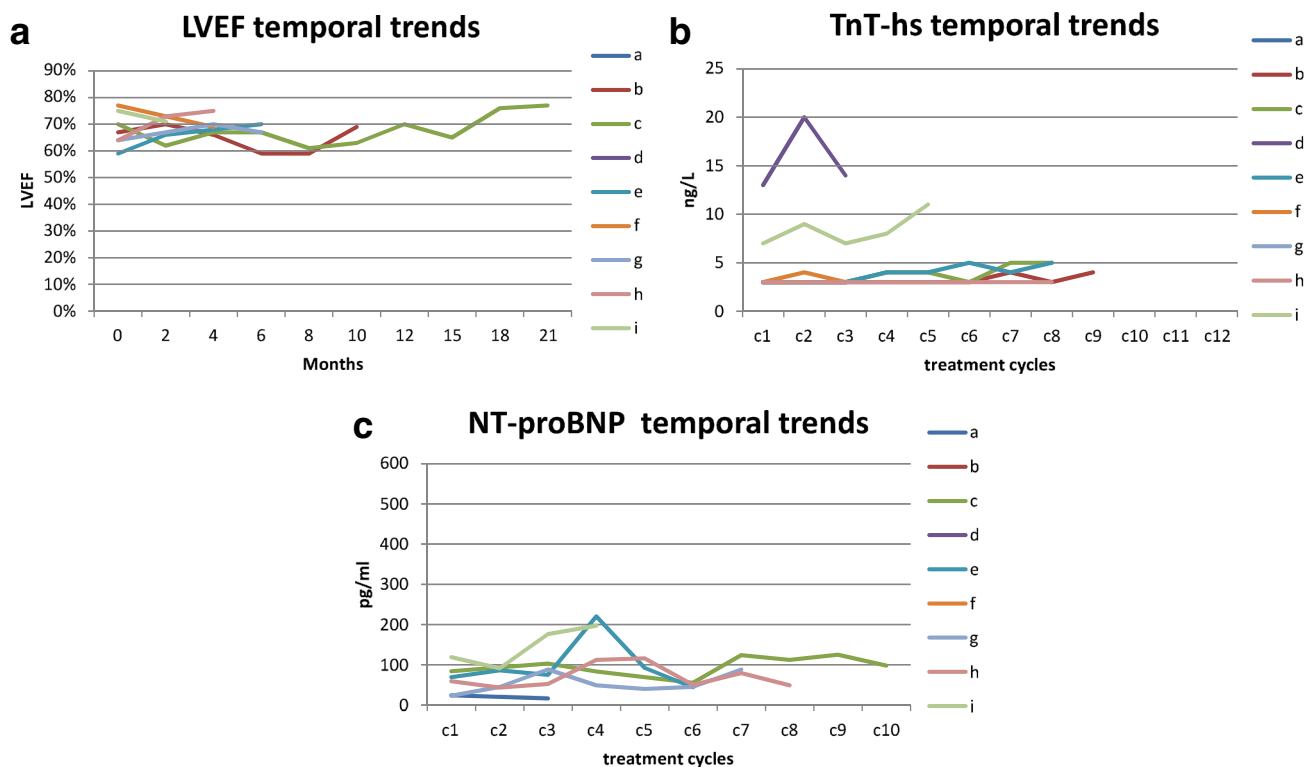 a
LVEF temporal trends
90%
80%
70%
60%
50%
40%
30%
20%
10%
0%
LVEF
0 2 4 6 8 10 12 15 18 21
Months
a
b
c
d
e
f
g
h
i
b
TnT-hs temporal trends
25
20
15
10
5
0
ng/L
c1 c2 c3 c4 c5 c6 c7 c8 c9 c10 c11 c12
treatment cycles
a
b
c
d
e
f
g
h
i
c
NT-proBNP temporal trends
600
500
400
300
200
100
0
pg/ml
c1 c2 c3 c4 c5 c6 c7 c8 c9 c10
treatment cycles
a
b
c
d
e
f
g
h
i